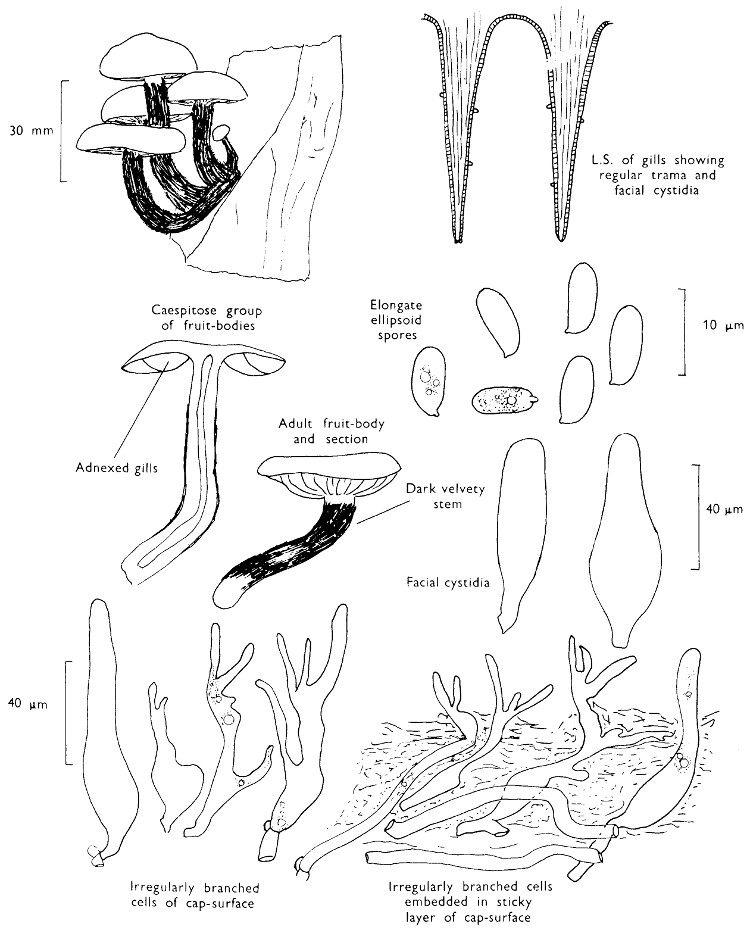 30 mm
L.S. of gills showing
regular trama and
facial cystidia
Caespitose group
of fruit-bodies
Elongate
ellipsoid
spores
10 µm
Adnexed gills
Adult fruit-body
and section
Dark velvety
stem
40 µm
Facial cystidia
40 µm
Irregularly branched
cells of cap-surface
Irregularly branched cells
embedded in sticky
layer of cap-surface